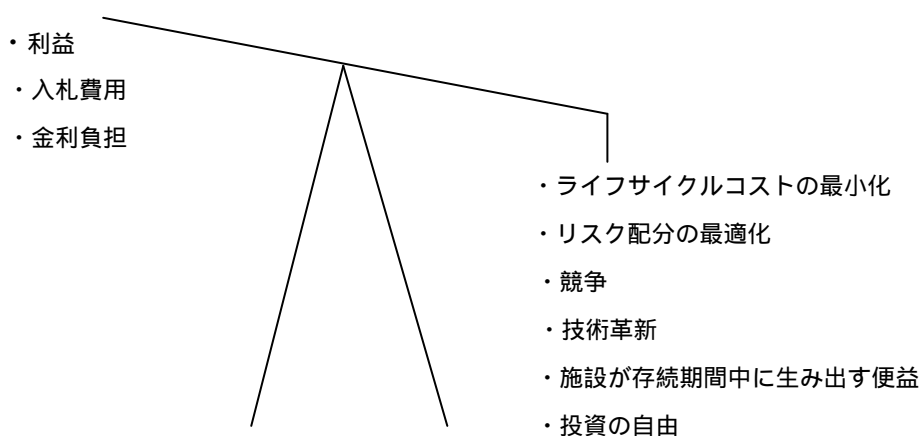 ・利益
・入札費用
・金利負担
・ライフサイクルコストの最小化
・リスク配分の最適化
・競争
・技術革新
・施設が存続期間中に生み出す便益
・投資の自由